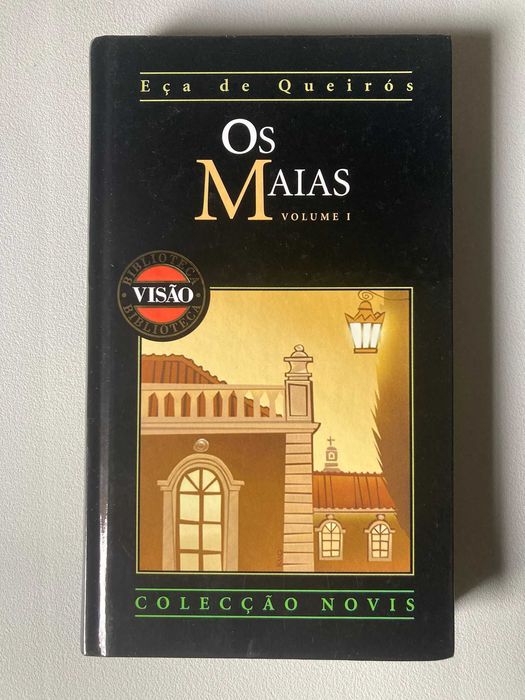 Eça de Queirós
OS
MAIAS
VOLUME I
BIBLIOTECA
VISÃO
BIBLIOTECA
COLECÇÃO NOVIS